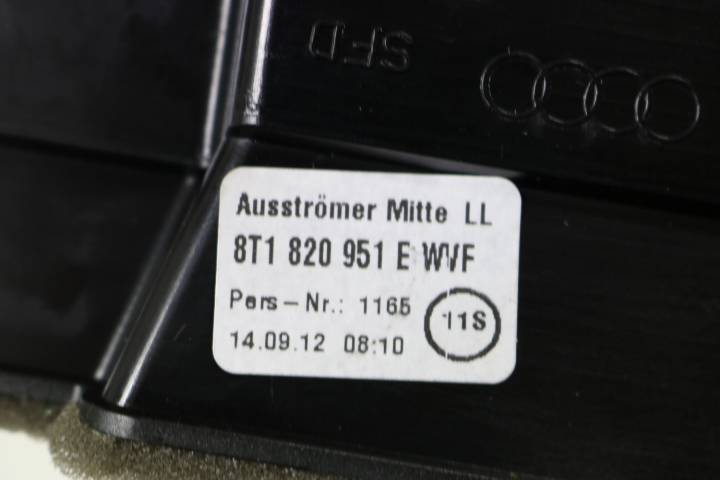 SFD
Ausströmer Mitte LL
8T1 820 951 E WVF
Pers-Nr.: 1165
11S
14.09.12 08:10